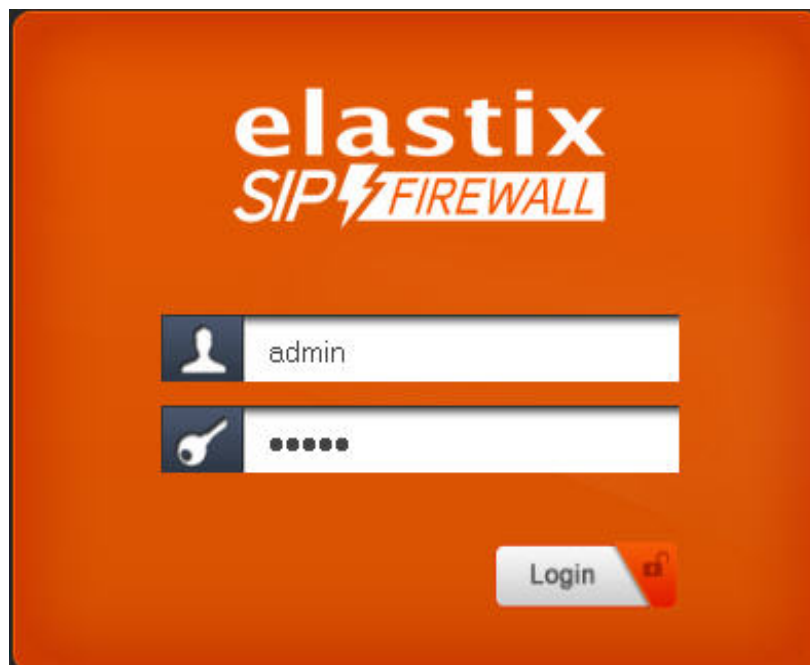 elastix
SIP FIREWALL
admin
•••••
Login